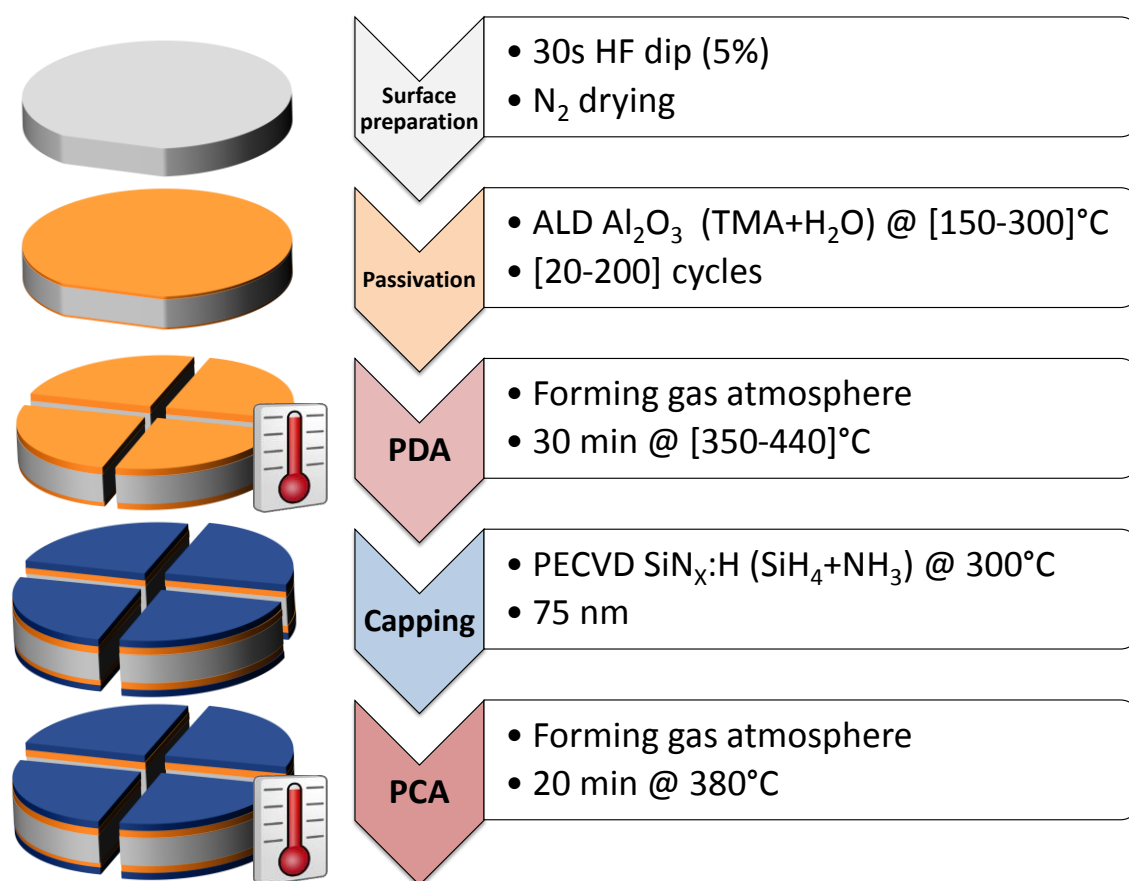 Surface
preparation
• 30s HF dip (5%)
• N₂ drying
Passivation
• ALD Al₂O₃ (TMA+H₂O) @ [150-300]°C
• [20-200] cycles
PDA
• Forming gas atmosphere
• 30 min @ [350-440]°C
Capping
• PECVD SiNₓ:H (SiH₄+NH₃) @ 300°C
• 75 nm
PCA
• Forming gas atmosphere
• 20 min @ 380°C